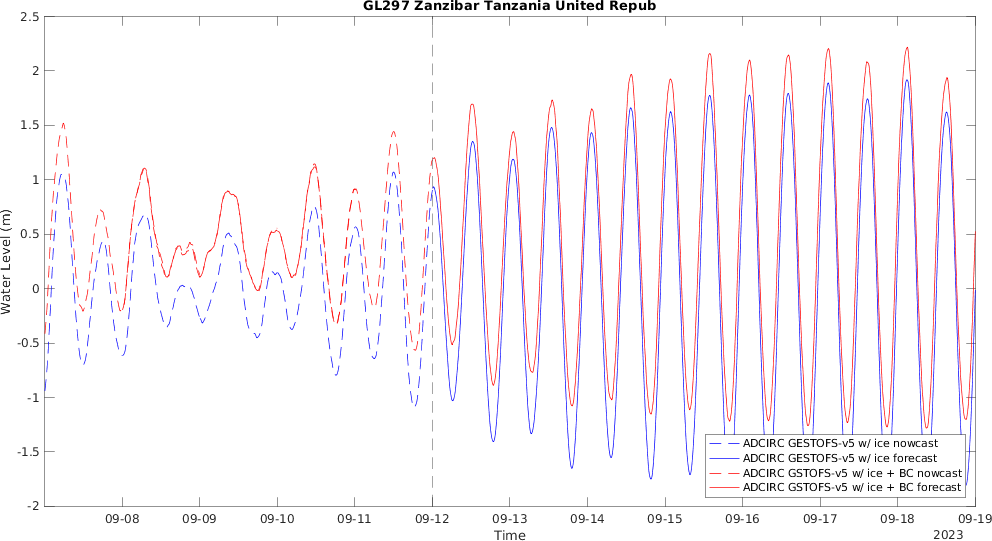 GL297 Zanzibar Tanzania United Repub
2.5
2
1.5
1
0.5
0
-0.5
-1
-1.5
-2
Water Level (m)
ADCIRC GESTOFS-v5 w/ ice nowcast
ADCIRC GESTOFS-v5 w/ ice forecast
ADCIRC GSTOFS-v5 w/ ice + BC nowcast
ADCIRC GSTOFS-v5 w/ ice + BC forecast
09-08 09-09 09-10 09-11 09-12 09-13 09-14 09-15 09-16 09-17 09-18 09-19
Time
2023